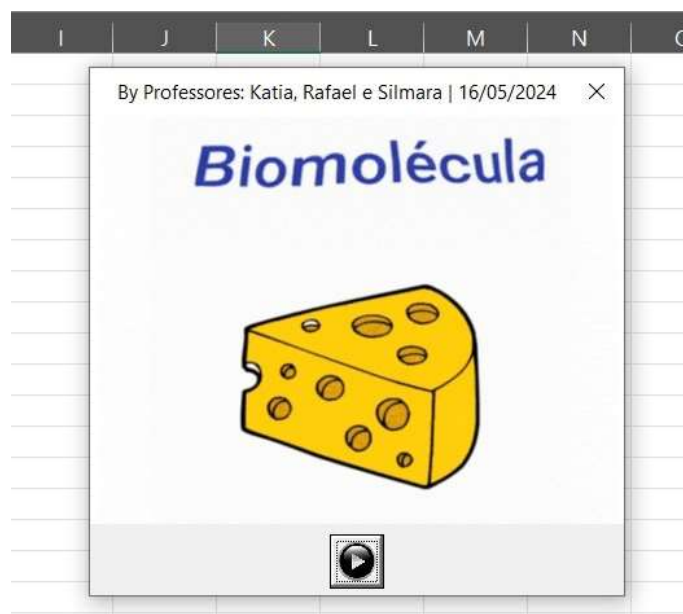 I J K L M N
By Professores: Katia, Rafael e Silmara | 16/05/2024
Biomolécula